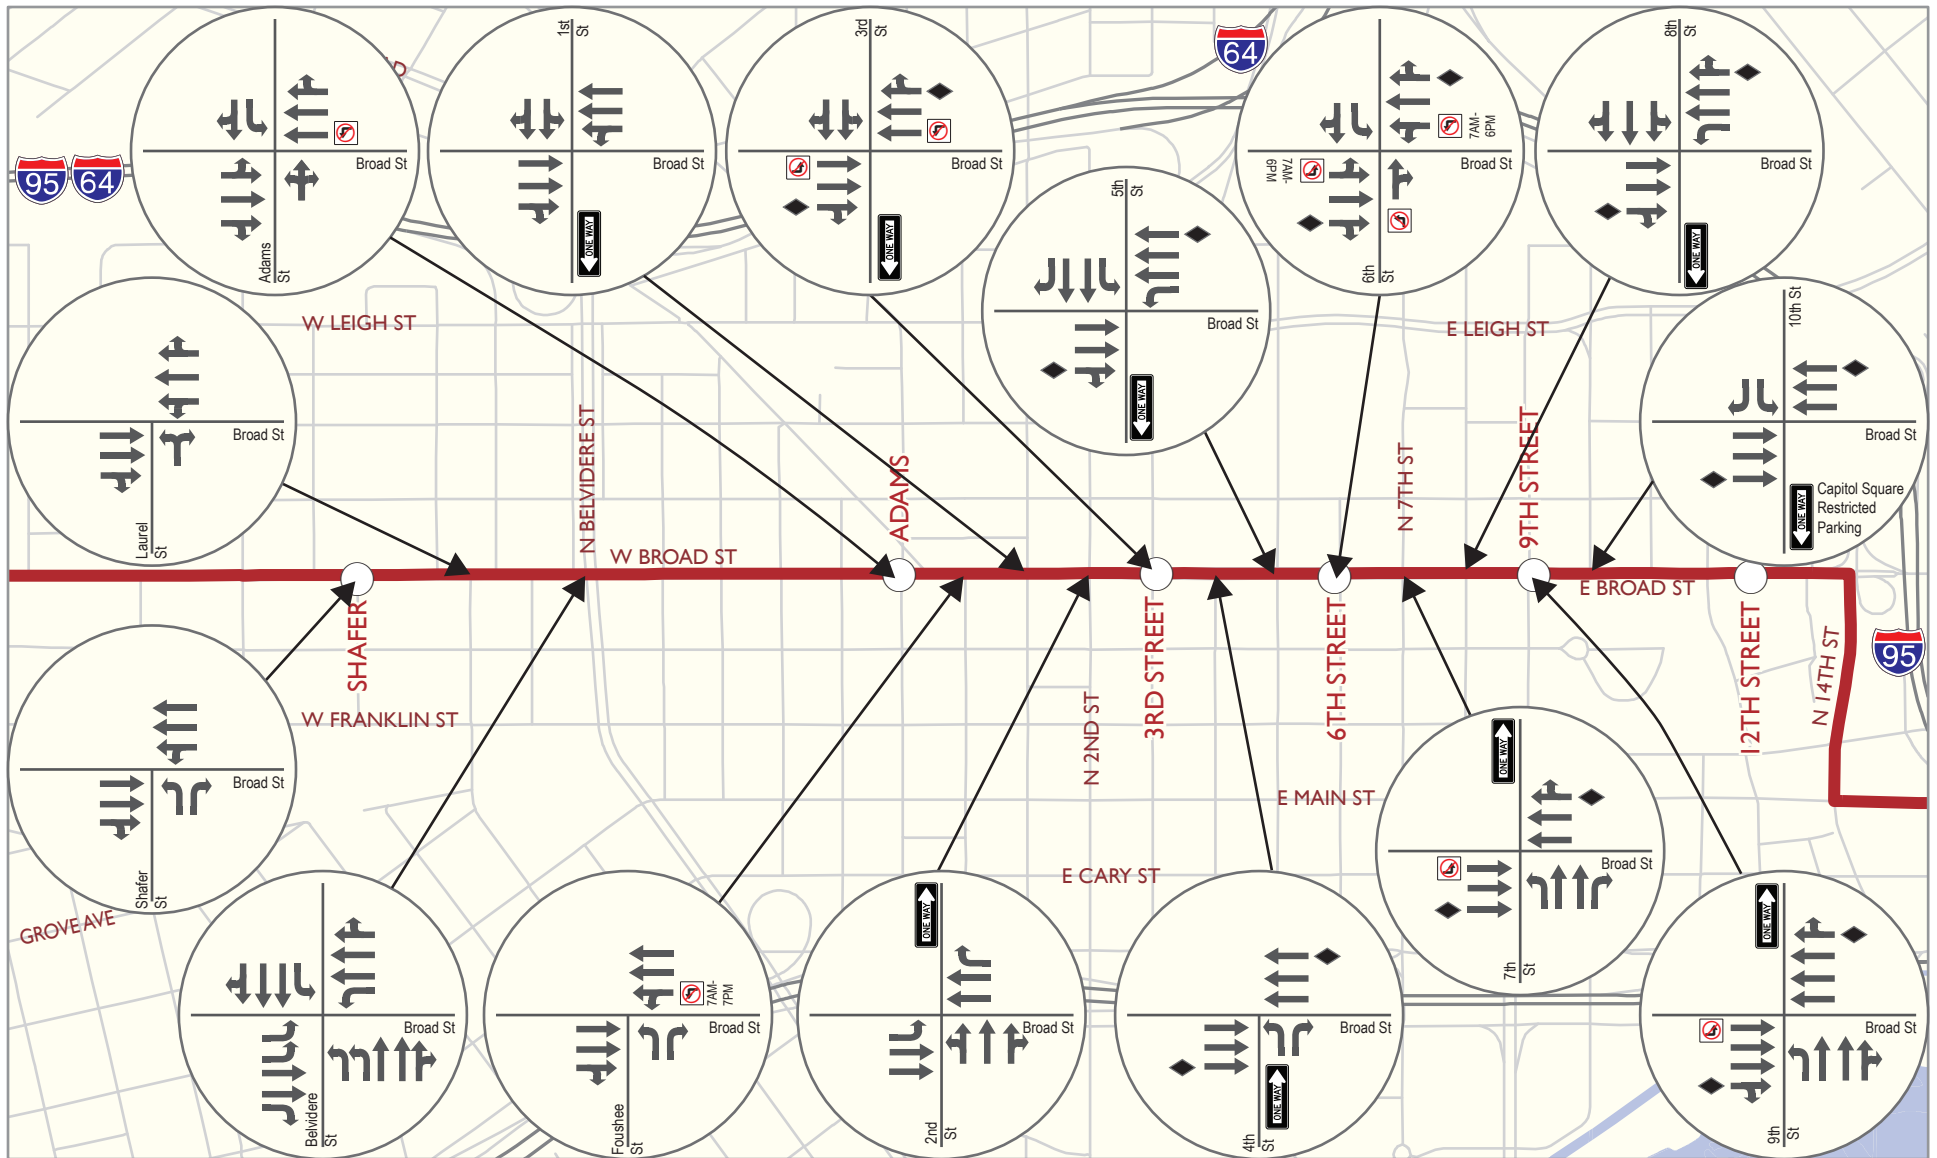 1st
St
3rd
St
8th
St
64
Broad St
Adams
St
Broad St
ONE WAY
Broad St
ONE WAY
5th
St
Broad St
ONE WAY
7AM-
6PM
7AM-
6PM
Broad St
6th
St
Broad St
ONE WAY
95
64
10th St
Broad St
ONE WAY
Capitol Square
Restricted
Parking
W LEIGH ST
E LEIGH ST
Broad St
Laurel
St
N BELVIDERE ST
ADAMS
N 7TH ST
9TH STREET
W BROAD ST
E BROAD ST
SHAFER
3RD STREET
6TH STREET
12TH STREET
N 14TH ST
95
W FRANKLIN ST
N 2ND ST
Broad St
Shafer
St
E MAIN ST
E CARY ST
GROVE AVE
ONE WAY
Broad St
7th
St
Broad St
Belvidere
St
7AM-
7PM
Broad St
Foushee
St
ONE WAY
Broad St
2nd
St
Broad St
ONE WAY
4th
St
ONE WAY
Broad St
9th
St